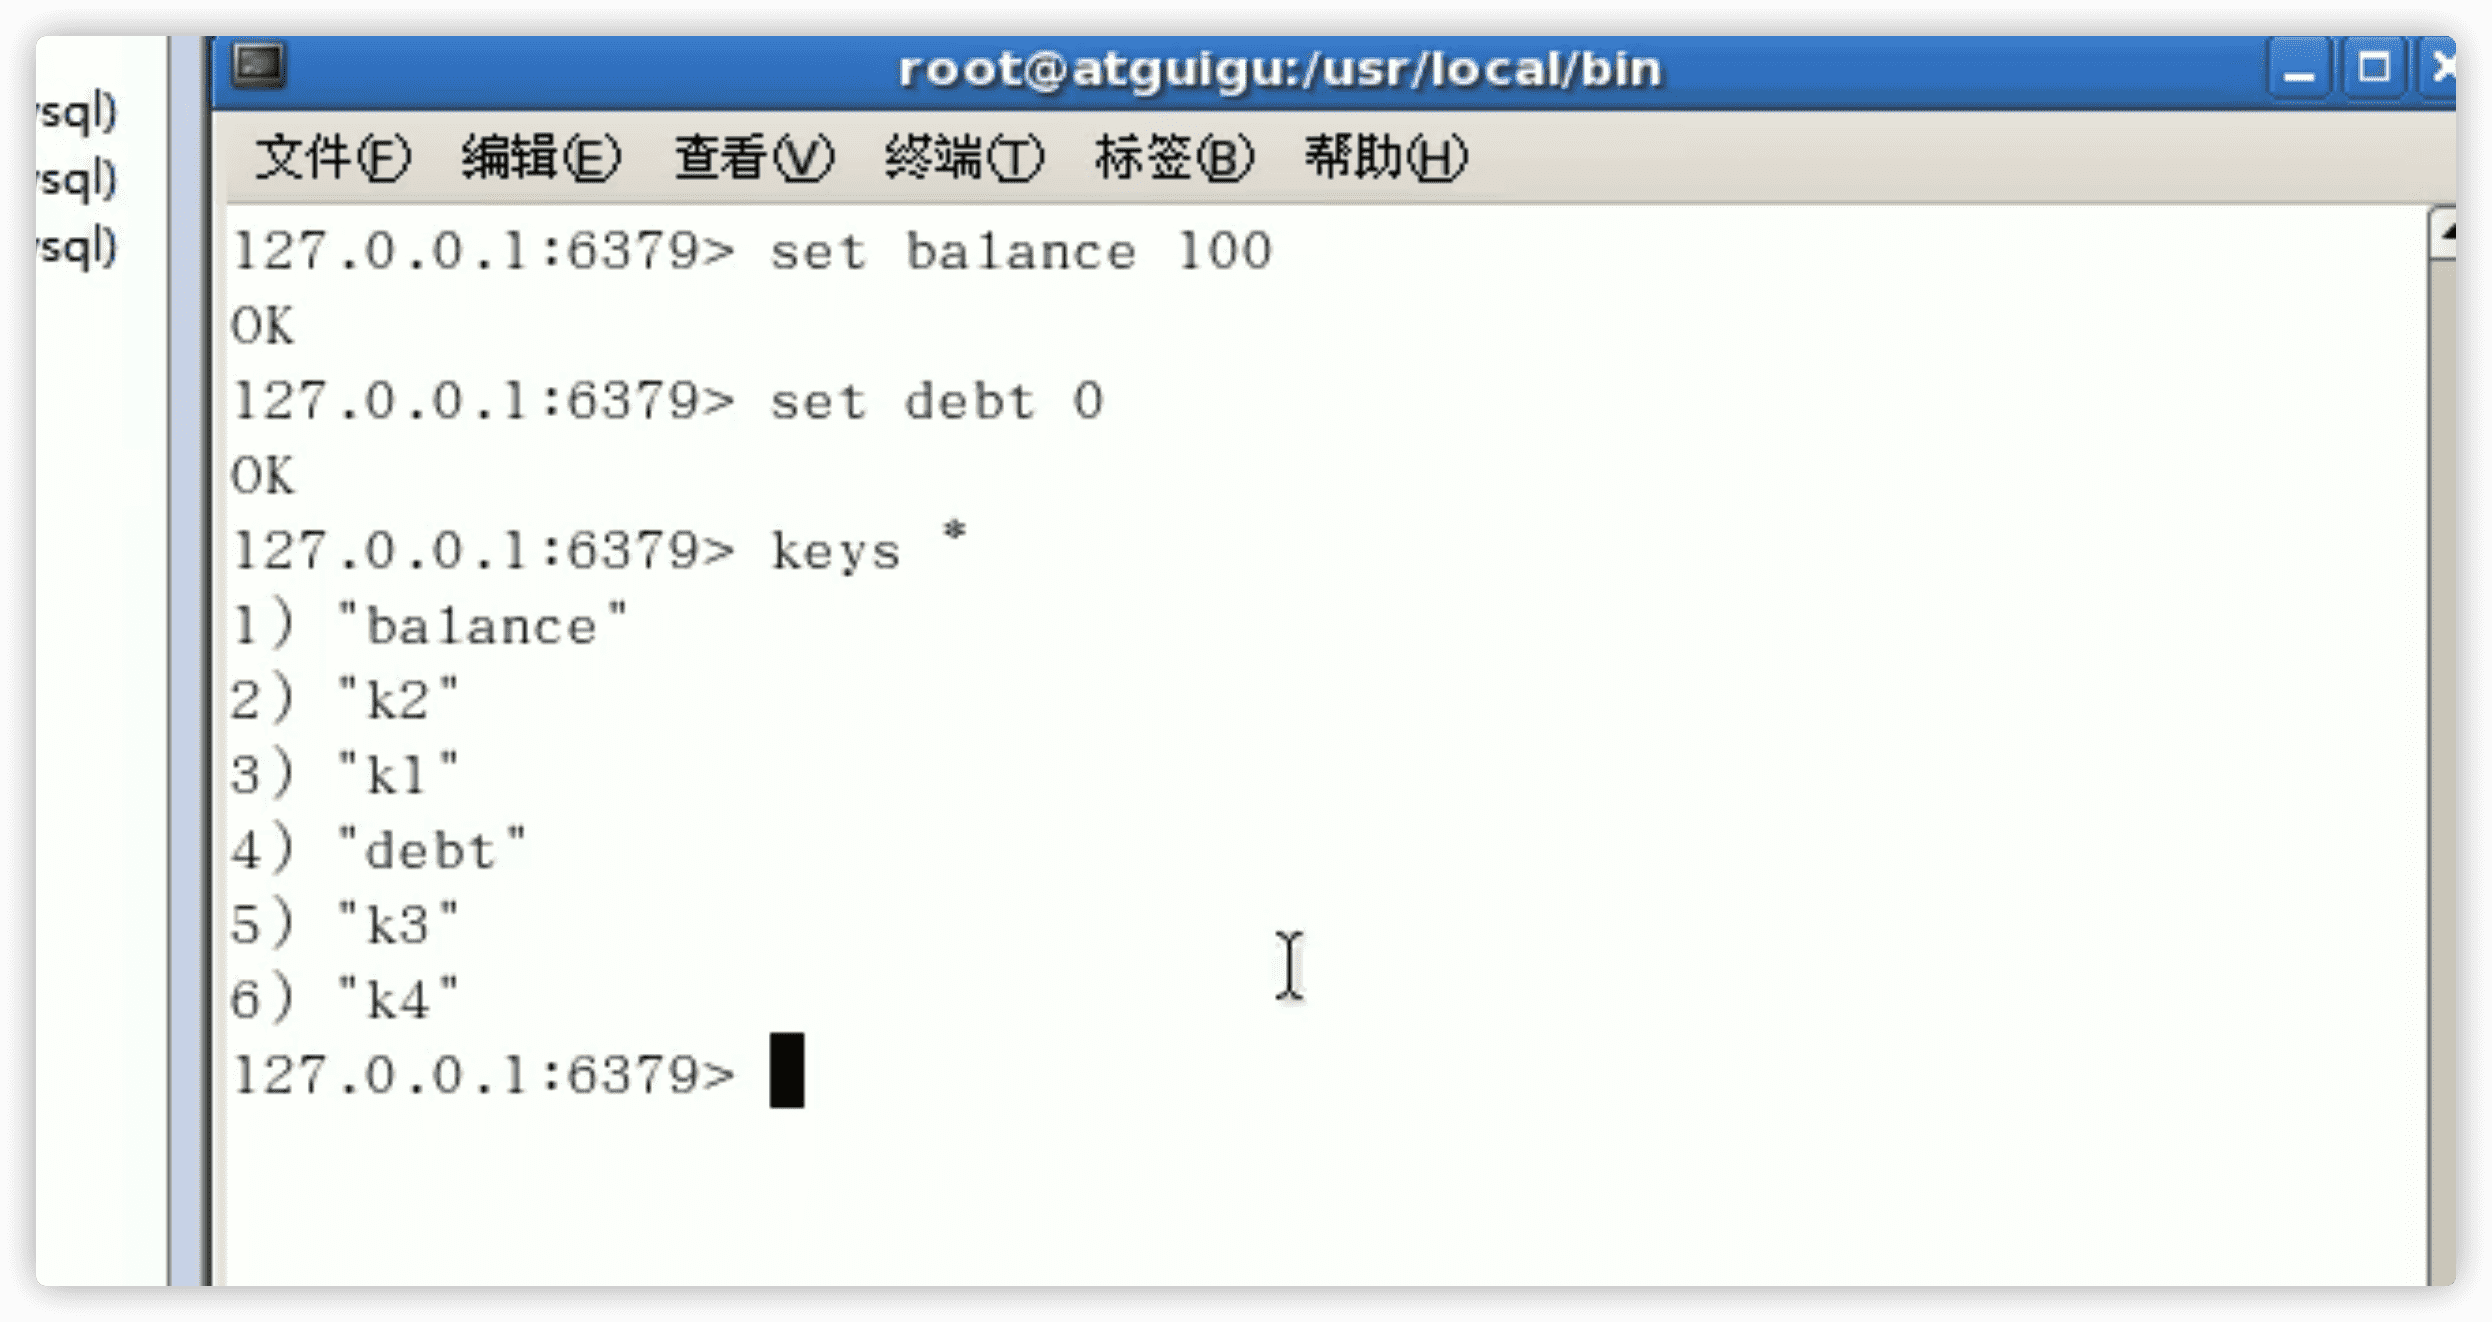 root@atguigu:/usr/local/bin
文件(F) 编辑(E) 查看(V) 终端(T) 标签(B) 帮助(H)
sql)
sql)
sql)
127.0.0.1:6379> set balance 100
OK
127.0.0.1:6379> set debt 0
OK
127.0.0.1:6379> keys *
1) "balance"
2) "k2"
3) "k1"
4) "debt"
5) "k3"
6) "k4"
127.0.0.1:6379>